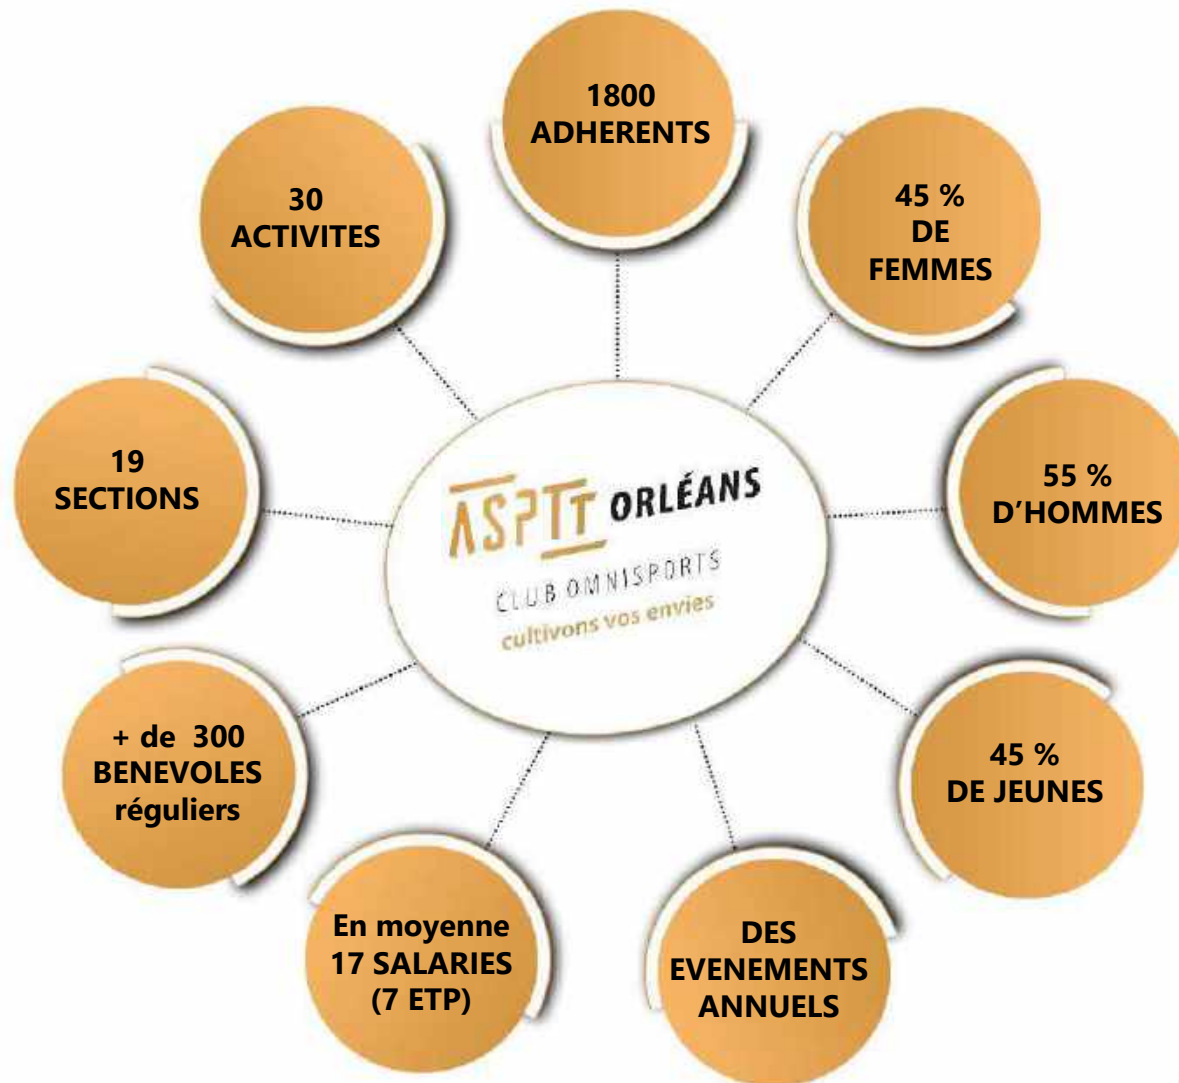 1800
ADHERENTS
45 %
DE
FEMMES
55 %
D'HOMMES
45 %
DE JEUNES
DES
EVENEMENTS
ANNUELS
En moyenne
17 SALARIES
(7 ETP)
+ de 300
BENEVOLES
réguliers
19
SECTIONS
30
ACTIVITES
ASPTT ORLÉANS
CLUB OMNISPORTS
cultivons vos envies